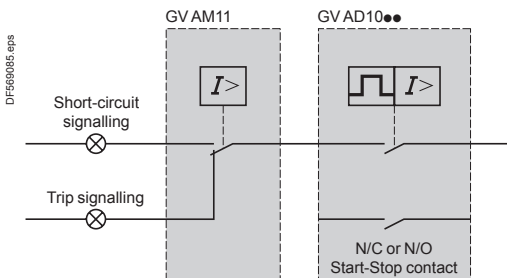 GV AM11
GV AD10●●
DF569085.eps
I>
I>
Short-circuit
signalling
Trip signalling
N/C or N/O
Start-Stop contact